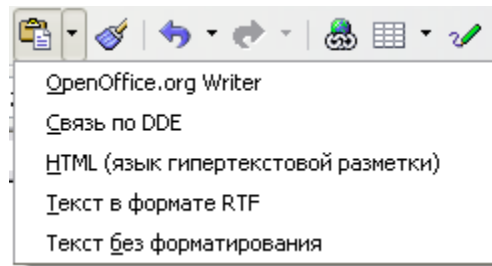 OpenOffice.org Writer
Связь по DDE
HTML (язык гипертекстовой разметки)
Текст в формате RTF
Текст без форматирования